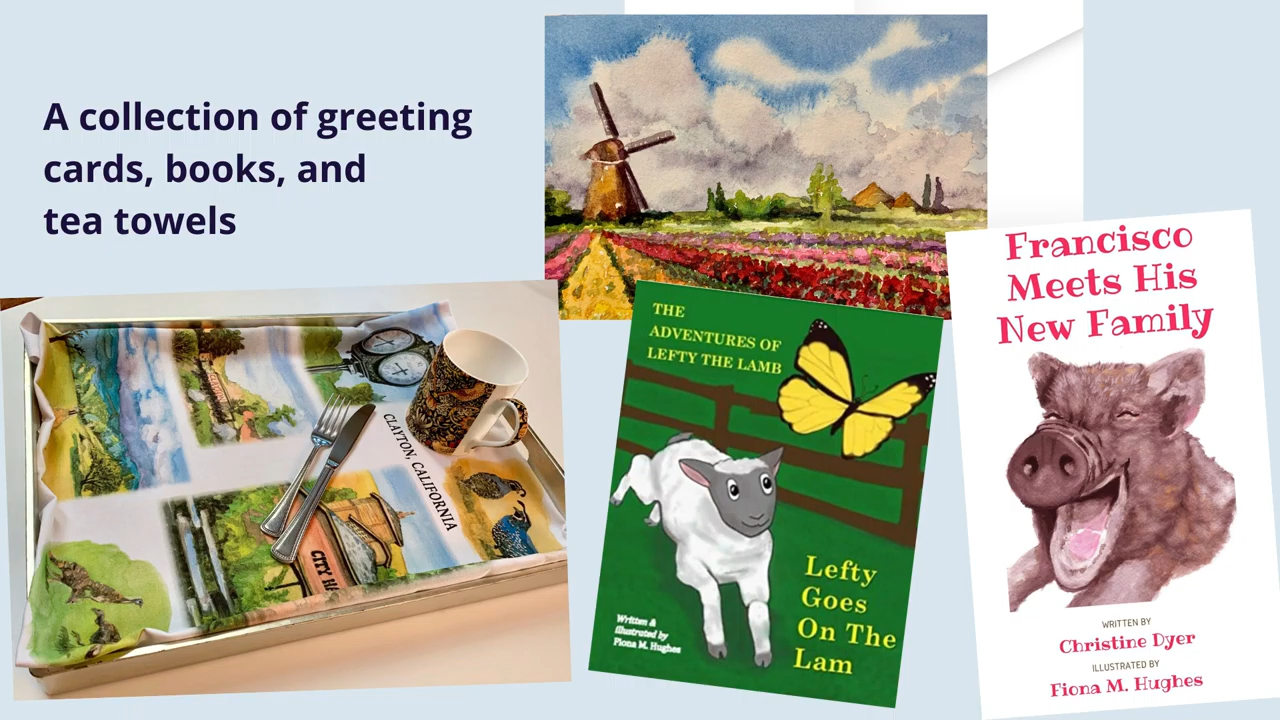 A collection of greeting
cards, books, and
tea towels
Francisco
Meets His
New Family
THE
ADVENTURES OF
LEFTY THE LAMB
CLAYTON, CALIFORNIA
CITY
Lefty
Goes
On The
Lam
Written &
Illustrated by
Fiona M. Hughes
WRITTEN BY
Christine Dyer
ILLUSTRATED BY
Fiona M. Hughes